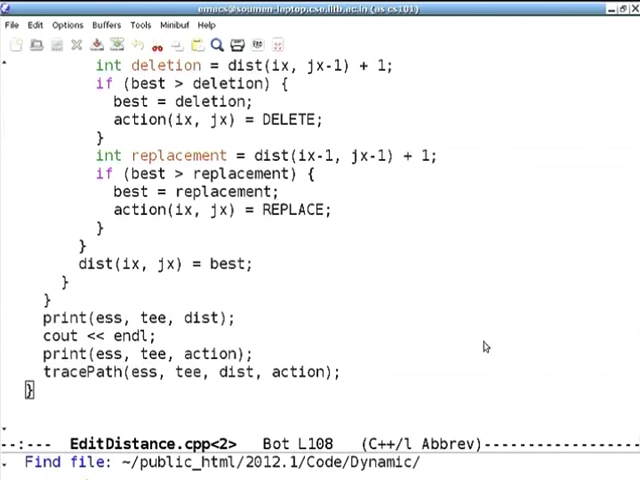 emacs@soumen-laptop.cse.iitb.ac.in (as cs101)
File Edit Options Buffers Tools Minibuf Help
int deletion = dist(ix, jx-1) + 1;
if (best > deletion) {
best = deletion;
action(ix, jx) = DELETE;
}
int replacement = dist(ix-1, jx-1) + 1;
if (best > replacement) {
best = replacement;
action(ix, jx) = REPLACE;
}
}
dist(ix, jx) = best;
}
}
print(ess, tee, dist);
cout << endl;
print(ess, tee, action);
tracePath(ess, tee, dist, action);
}
--:--- EditDistance.cpp<2> Bot L108 (C++/l Abbrev)-----------------
Find file: ~/public_html/2012.1/Code/Dynamic/